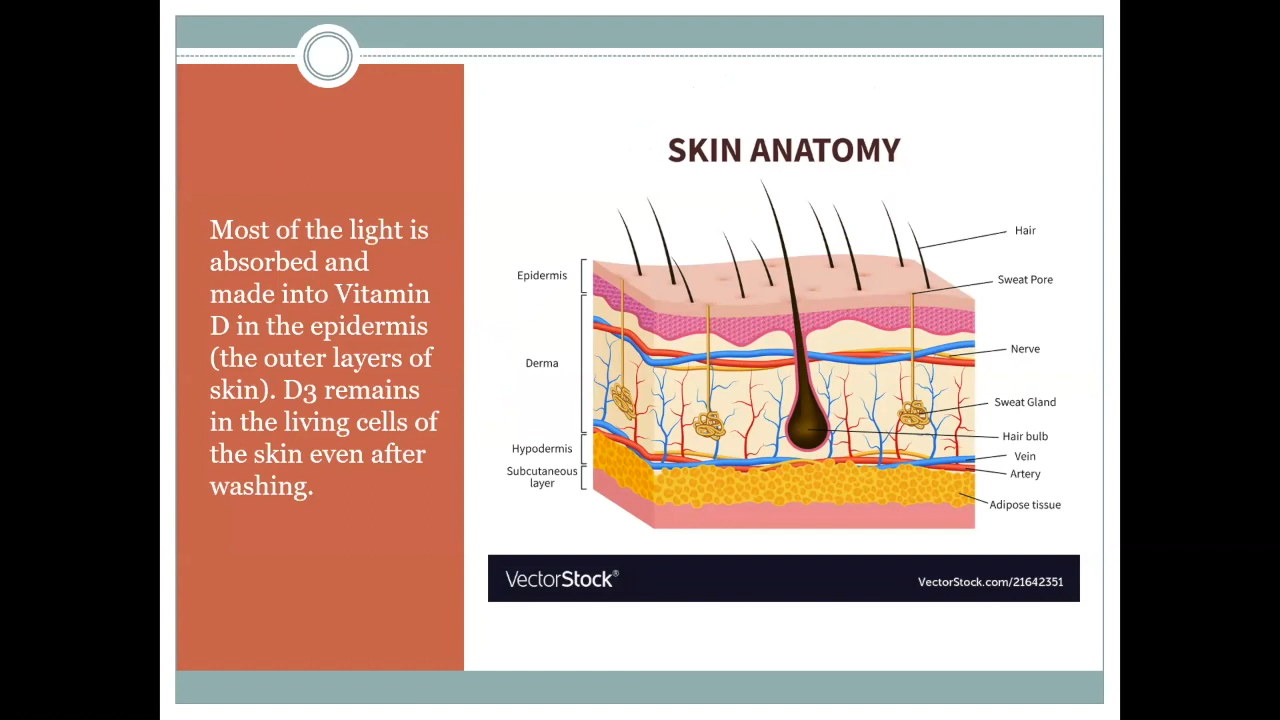 Most of the light is
absorbed and
made into Vitamin
D in the epidermis
(the outer layers of
skin). D3 remains
in the living cells of
the skin even after
washing.
SKIN ANATOMY
Epidermis
Derma
Hypodermis
Subcutaneous
layer
Hair
Sweat Pore
Nerve
Sweat Gland
Hair bulb
Vein
Artery
Adipose tissue
VectorStock®
VectorStock.com/21642351